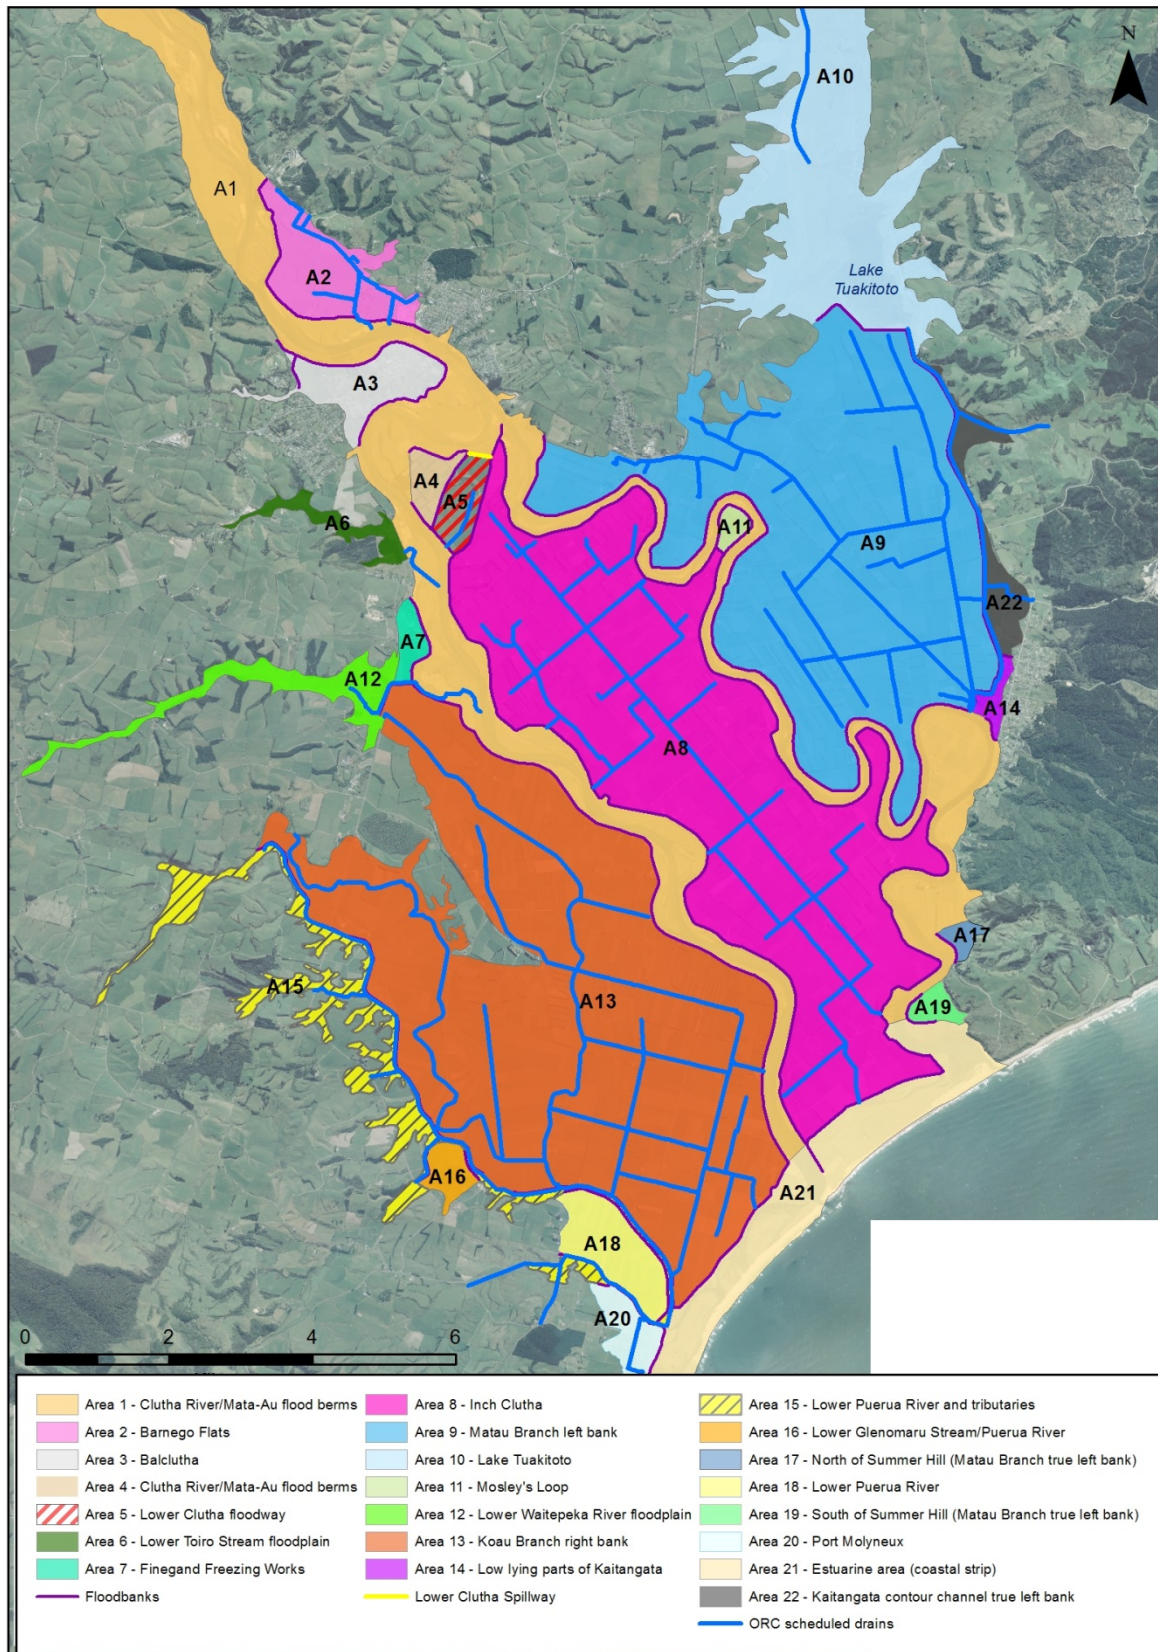 N
A10
A1
Lake
Tuakitoto
A2
A3
A4
A5
A6
A11
A9
A22
A7
A12
A14
A8
A17
A15
A13
A19
A16
A21
A18
A20
0 2 4 6
Area 1 - Clutha River/Mata-Au flood berms
Area 2 - Barnego Flats
Area 3 - Balclutha
Area 4 - Clutha River/Mata-Au flood berms
Area 5 - Lower Clutha floodway
Area 6 - Lower Toiro Stream floodplain
Area 7 - Finegand Freezing Works
Floodbanks
Area 8 - Inch Clutha
Area 9 - Matau Branch left bank
Area 10 - Lake Tuakitoto
Area 11 - Mosley's Loop
Area 12 - Lower Waitepeka River floodplain
Area 13 - Koau Branch right bank
Area 14 - Low lying parts of Kaitangata
Lower Clutha Spillway
Area 15 - Lower Puerua River and tributaries
Area 16 - Lower Glenomaru Stream/Puerua River
Area 17 - North of Summer Hill (Matau Branch true left bank)
Area 18 - Lower Puerua River
Area 19 - South of Summer Hill (Matau Branch true left bank)
Area 20 - Port Molyneux
Area 21 - Estuarine area (coastal strip)
Area 22 - Kaitangata contour channel true left bank
ORC scheduled drains